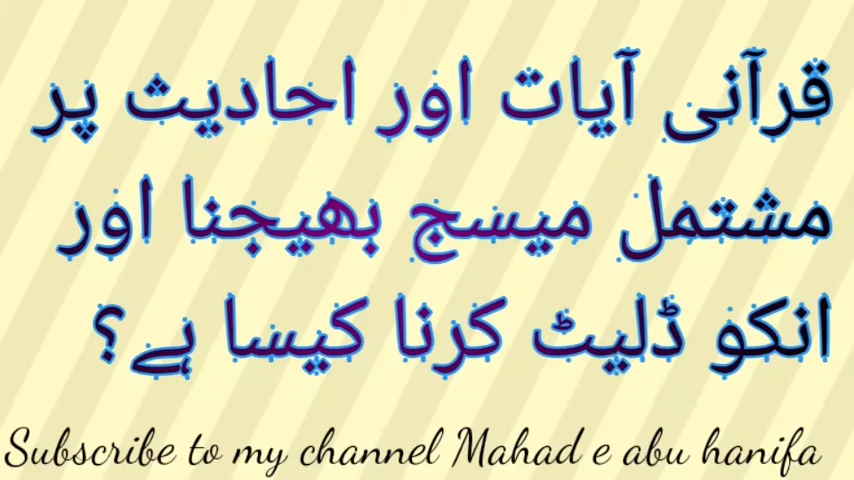 قرآنی آیات اور احادیث پر
مشتمل میسج بھیجنا اور
انکو ڈلیٹ کرنا کیسا ہے؟
Subscribe to my channel Mahad e abu hanifa